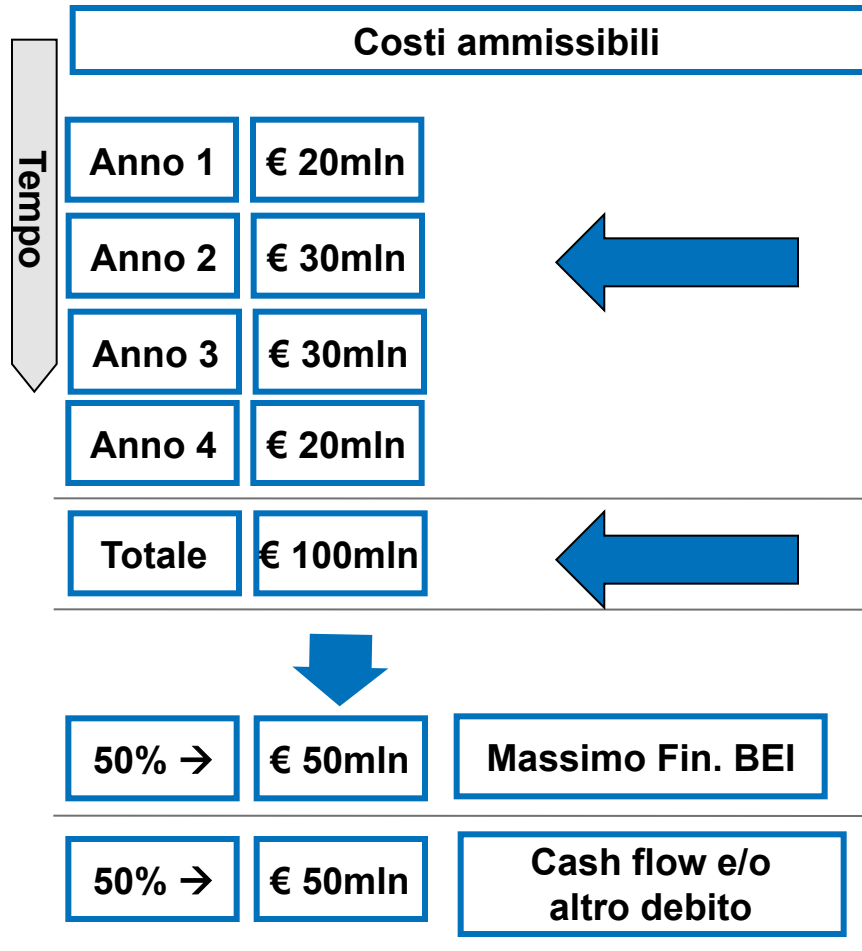 Costi ammissibili
Tempo
Anno 1 € 20mln
Anno 2 € 30mln
Anno 3 € 30mln
Anno 4 € 20mln
Totale € 100mln
50% → € 50mln Massimo Fin. BEI
50% → € 50mln Cash flow e/o
altro debito